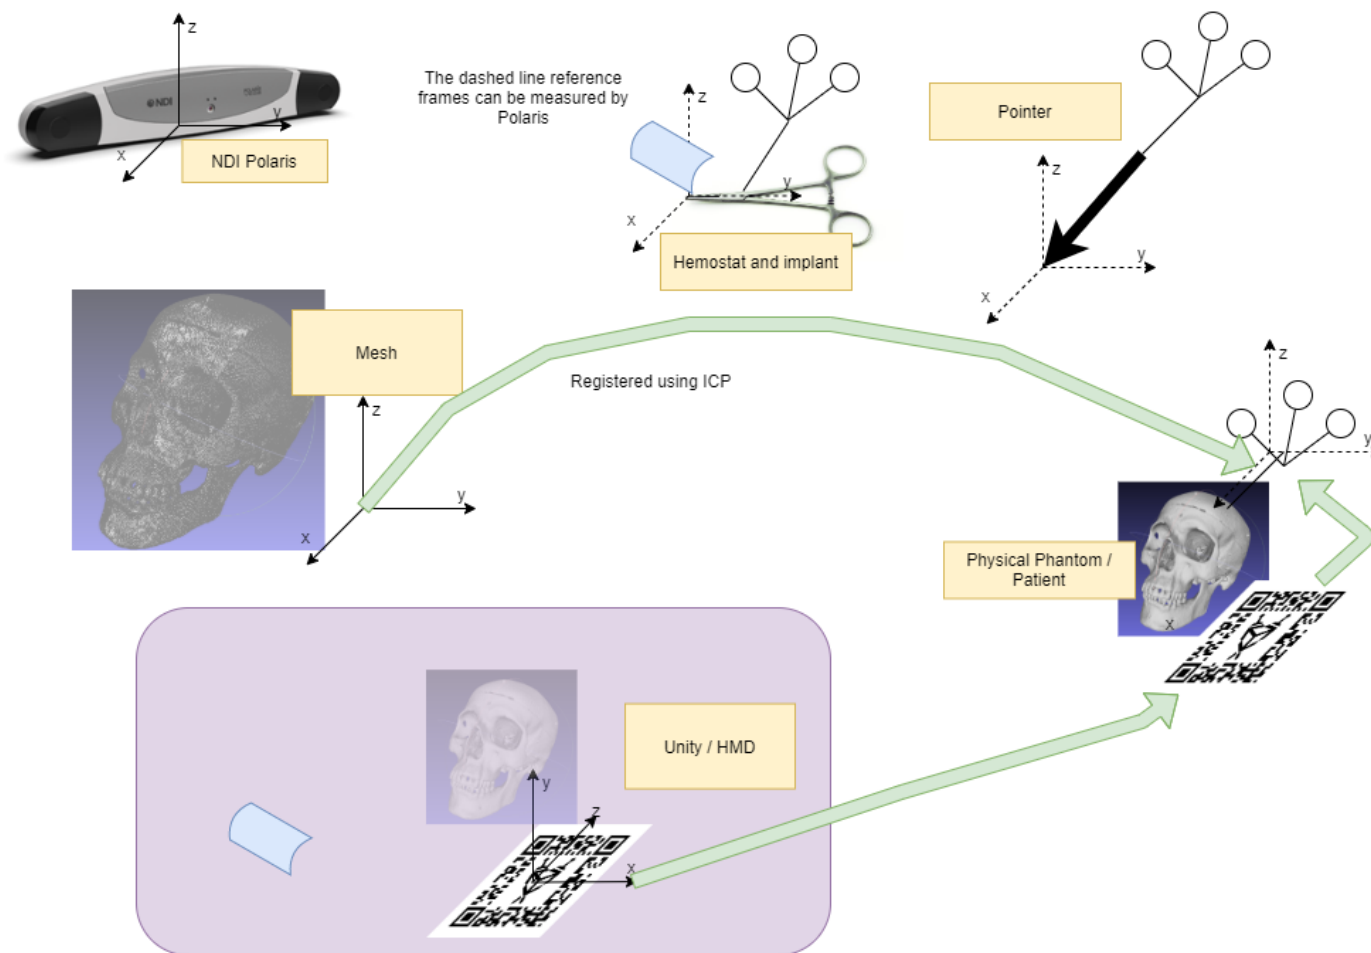 z
NDI
y
x
NDI Polaris
The dashed line reference
frames can be measured by
Polaris
z
y
x
Hemostat and implant
Pointer
z
y
x
Mesh
z
y
x
Registered using ICP
z
y
Physical Phantom /
Patient
x
Unity / HMD
y
z
x